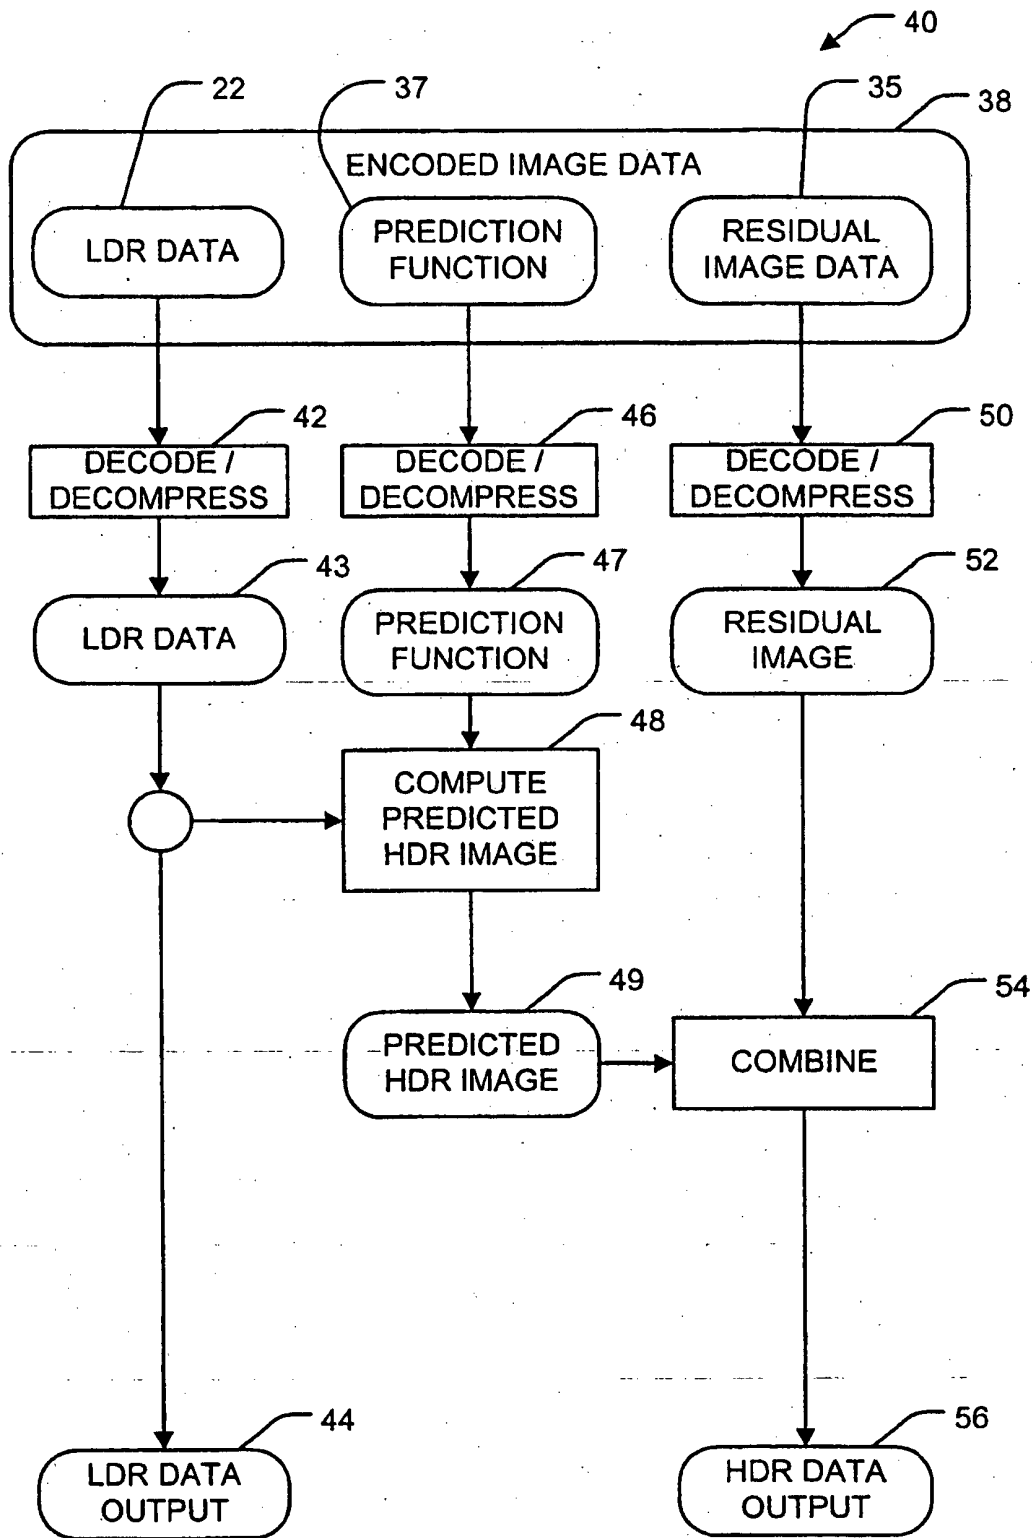 40
22
37
35
38
ENCODED IMAGE DATA
LDR DATA
PREDICTION
FUNCTION
RESIDUAL
IMAGE DATA
42
46
50
DECODE /
DECOMPRESS
DECODE /
DECOMPRESS
DECODE /
DECOMPRESS
43
47
52
LDR DATA
PREDICTION
FUNCTION
RESIDUAL
IMAGE
48
COMPUTE
PREDICTED
HDR IMAGE
49
54
PREDICTED
HDR IMAGE
COMBINE
44
56
LDR DATA
OUTPUT
HDR DATA
OUTPUT